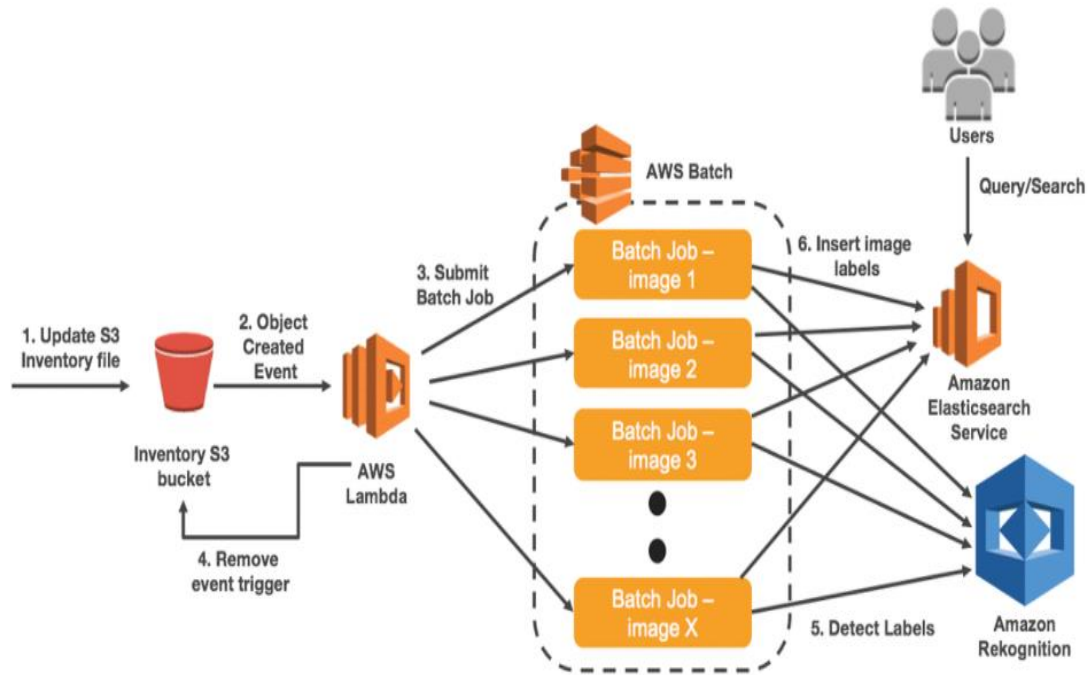 Users
AWS Batch
Query/Search
Batch Job –
image 1
6. Insert image
labels
3. Submit
Batch Job
1. Update S3
Inventory file
2. Object
Created
Event
Batch Job –
image 2
Amazon
Elasticsearch
Service
Batch Job –
image 3
Inventory S3
bucket
AWS
Lambda
4. Remove
event trigger
Batch Job –
image X
5. Detect Labels
Amazon
Rekognition